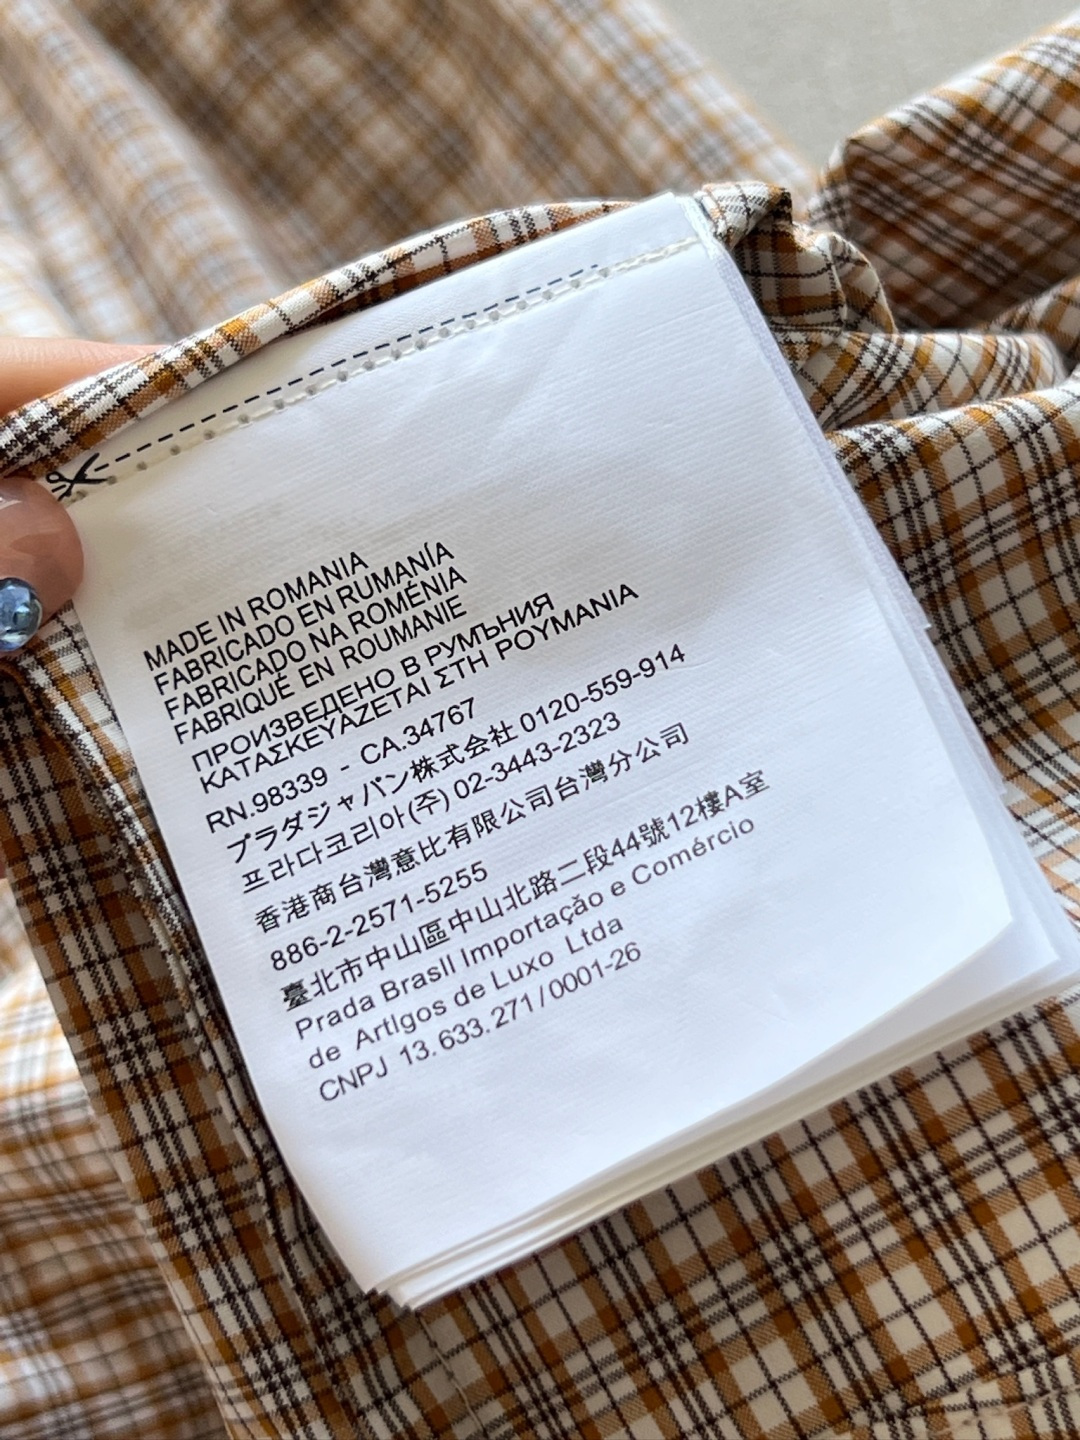 MADE IN ROMANIA
FABRICADO EN RUMANÍA
FABRICADO NA ROMÉNIA
FABRIQUÉ EN ROUMANIE
ПРОИЗВЕДЕНО В РУМЪНИЯ
ΚΑΤΑΣΚΕΥΑΖΕΤΑΙ ΣΤΗ ΡΟΥΜΑΝΙΑ
RN.98339 - CA.34767
プラダジャパン株式会社 0120-559-914
프라다코리아(주) 02-3443-2323
香港商台灣意比有限公司台灣分公司
886-2-2571-5255
臺北市中山區中山北路二段44號12樓A室
Prada Brasll Importação e Comércio
de Artlgos de Luxo Ltda
CNPJ 13.633.271/0001-26